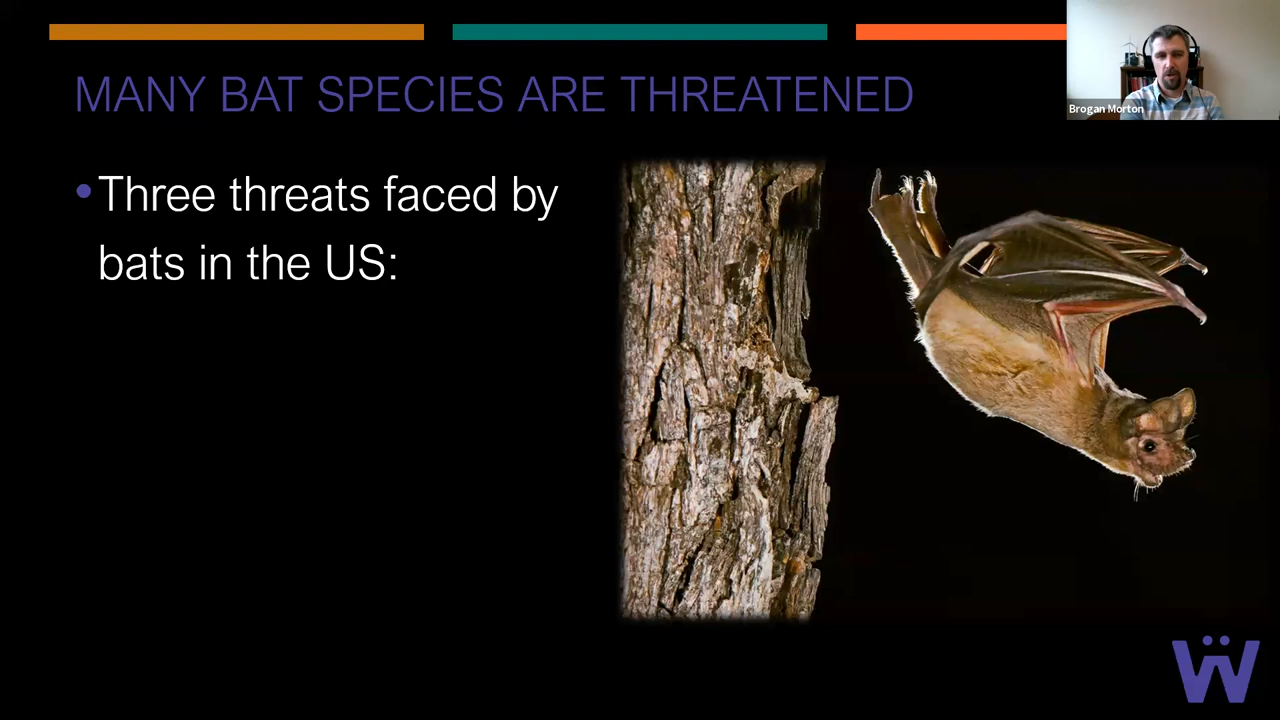 MANY BAT SPECIES ARE THREATENED
Brogan Morton
• Three threats faced by
bats in the US: